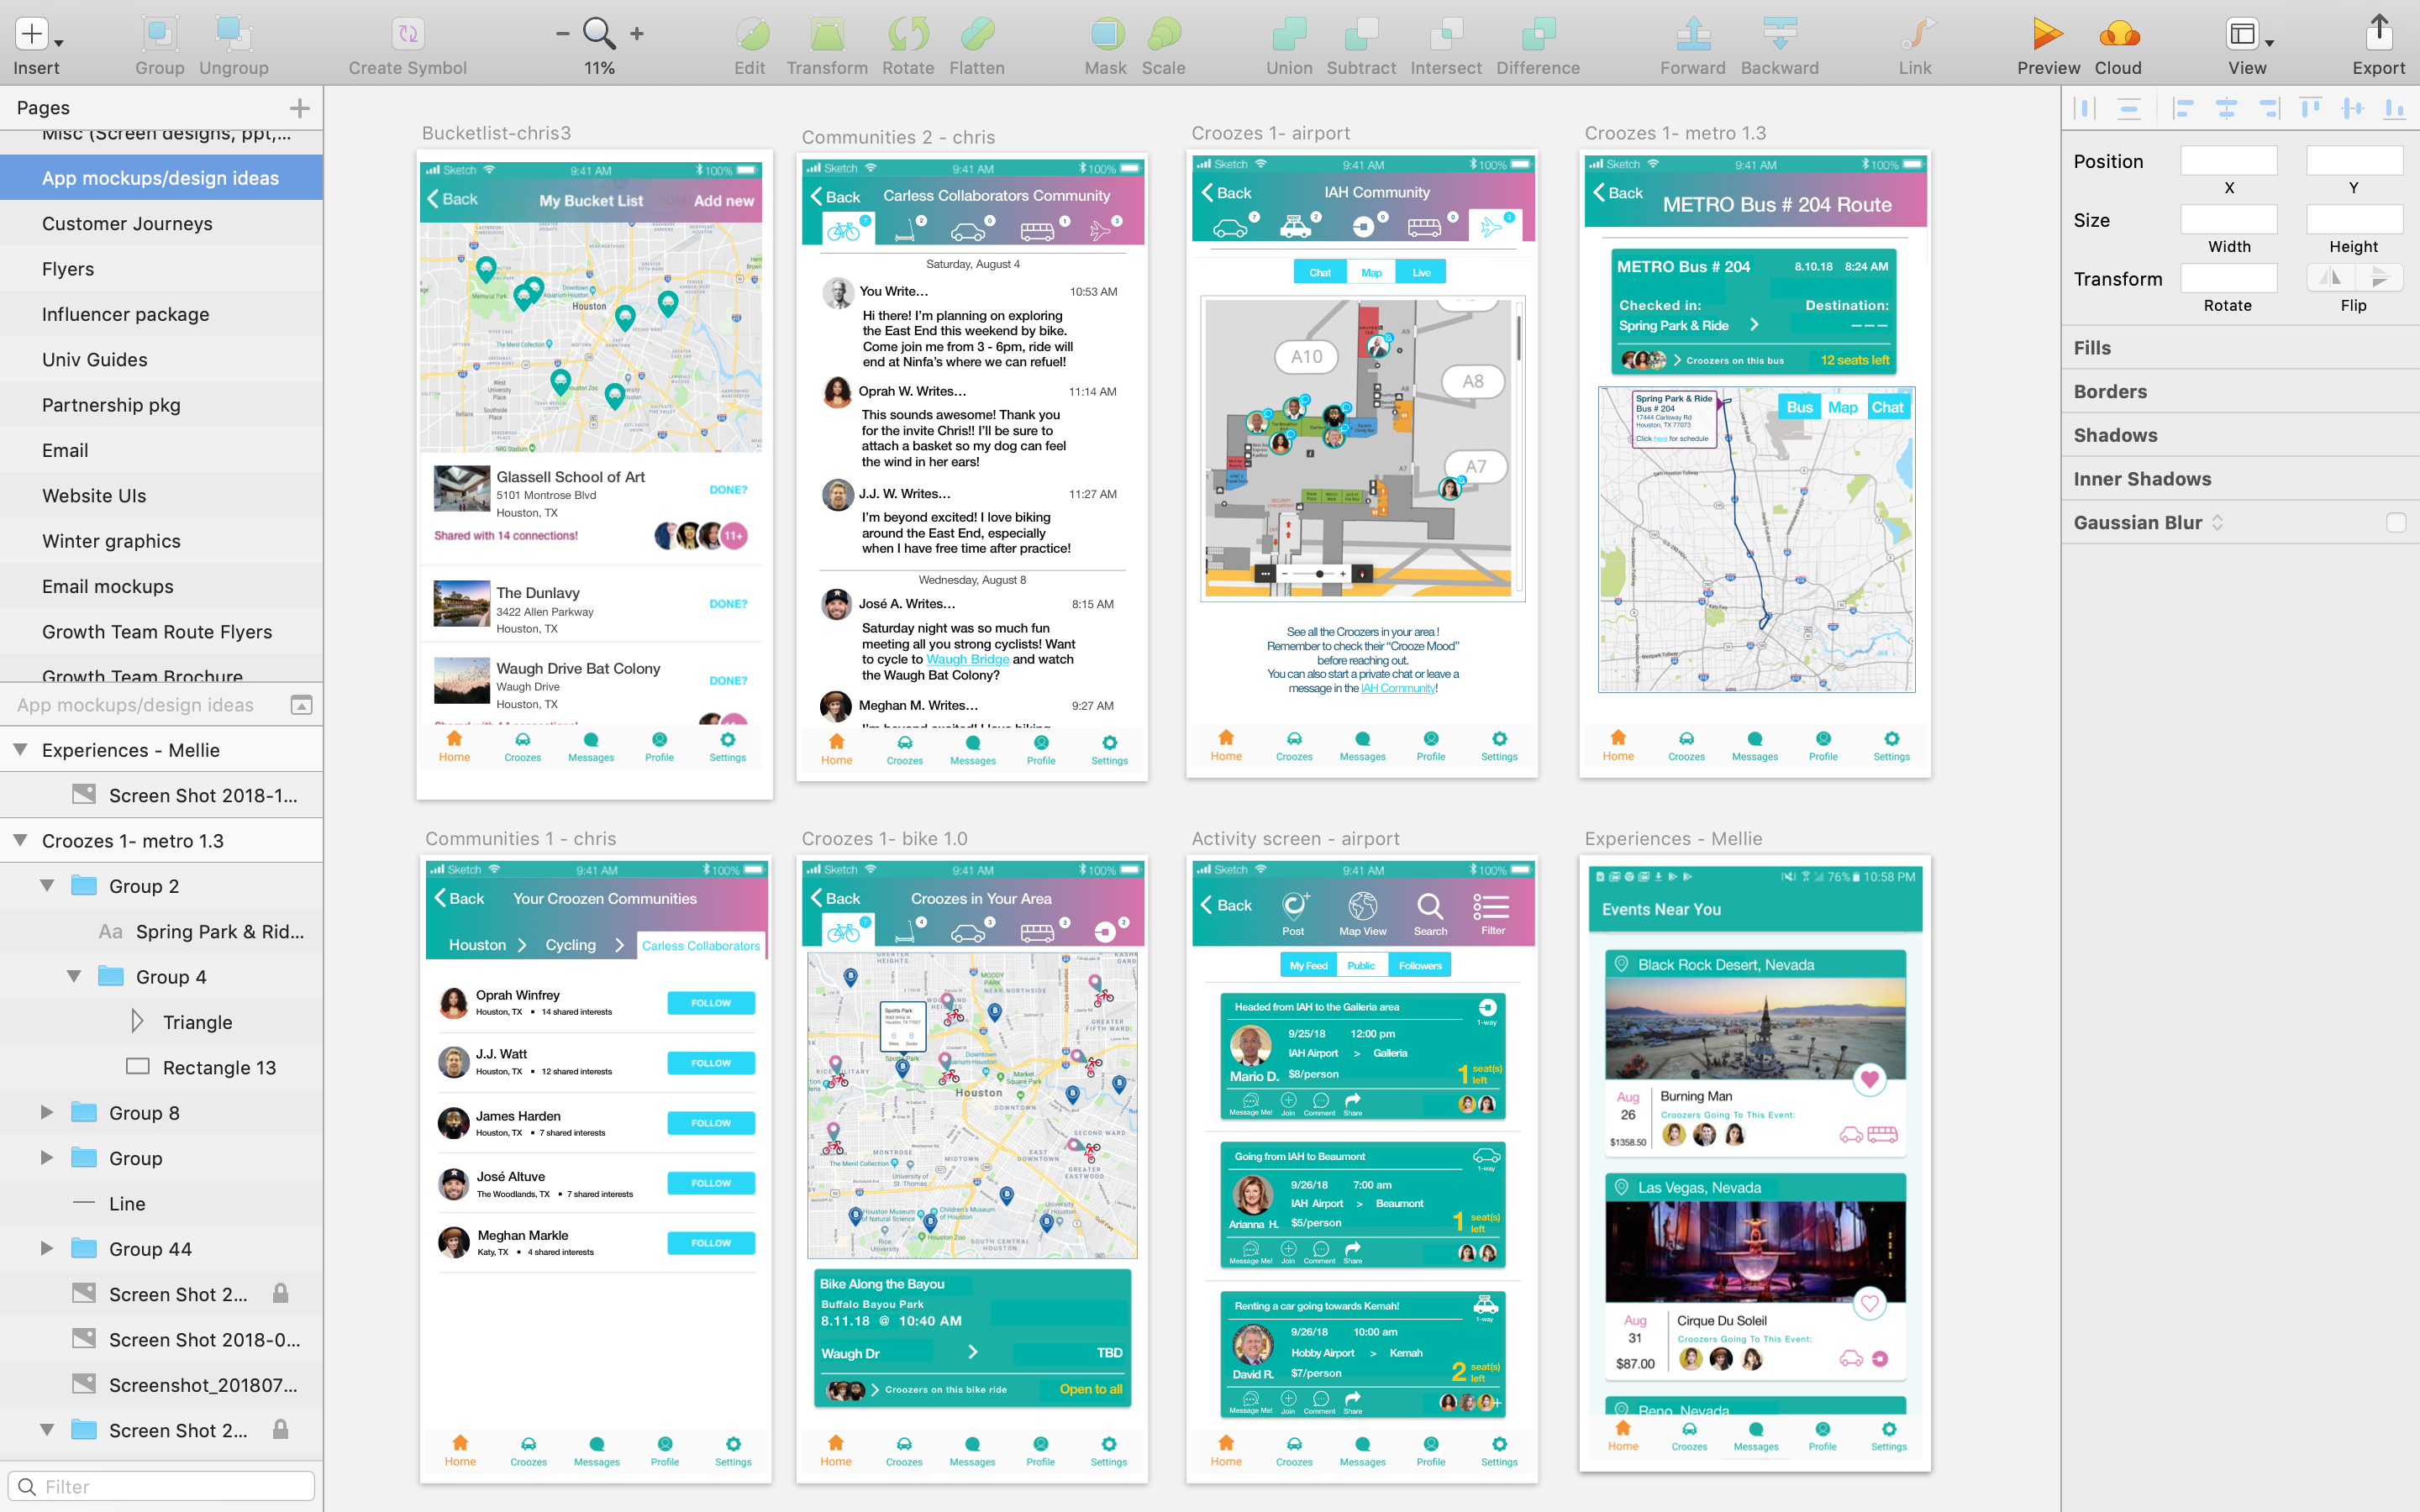 Insert
Group
Ungroup
Create Symbol
11%
Edit
Transform
Rotate
Flatten
Mask
Scale
Union
Subtract
Intersect
Difference
Forward
Backward
Link
Preview
Cloud
View
Export
Pages
Misc (Screen designs, ppt,...
App mockups/design ideas
Customer Journeys
Flyers
Influencer package
Univ Guides
Partnership pkg
Email
Website UIs
Winter graphics
Email mockups
Growth Team Route Flyers
Growth Team Brochure
App mockups/design ideas
Experiences - Mellie
Screen Shot 2018-1...
Croozes 1- metro 1.3
Group 2
Aa Spring Park & Rid...
Group 4
Triangle
Rectangle 13
Group 8
Group
Line
Group 44
Screen Shot 2...
Screen Shot 2018-0...
Screenshot_201807...
Screen Shot 2...
Filter
Bucketlist-chris3
Sketch 9:41 AM 100%
Back My Bucket List Add new
Houston
Glassell School of Art
5101 Montrose Blvd
Houston, TX
DONE?
Shared with 14 connections!
11+
The Dunlavy
3422 Allen Parkway
Houston, TX
DONE?
Waugh Drive Bat Colony
Waugh Drive
Houston, TX
DONE?
Home Croozes Messages Profile Settings
Communities 2 - chris
Sketch 9:41 AM 100%
Back Carless Collaborators Community
7 2 0 1 3
Saturday, August 4
You Write... 10:53 AM
Hi there! I'm planning on exploring
the East End this weekend by bike.
Come join me from 3 - 6pm, ride will
end at Ninfa's where we can refuel!
Oprah W. Writes... 11:14 AM
This sounds awesome! Thank you
for the invite Chris!! I'll be sure to
attach a basket so my dog can feel
the wind in her ears!
J.J. W. Writes... 11:27 AM
I'm beyond excited! I love biking
around the East End, especially
when I have free time after practice!
Wednesday, August 8
José A. Writes... 8:15 AM
Saturday night was so much fun
meeting all you strong cyclists! Want
to cycle to Waugh Bridge and watch
the Waugh Bat Colony?
Meghan M. Writes... 9:27 AM
I'm beyond excited! I love biking
Home Croozes Messages Profile Settings
Croozes 1- airport
Sketch 9:41 AM 100%
Back IAH Community
7 2 0 0 3
Chat Map Live
A10
A9
A8
A7
A7
See all the Croozers in your area !
Remember to check their “Crooze Mood”
before reaching out.
You can also start a private chat or leave a
message in the IAH Community!
Home Croozes Messages Profile Settings
Croozes 1- metro 1.3
Sketch 9:41 AM 100%
Back METRO Bus # 204 Route
METRO Bus # 204 8.10.18 8:24 AM
Checked in: Destination:
Spring Park & Ride ---
Croozers on this bus 12 seats left
Spring Park & Ride
Bus # 204
Houston, TX 77073
Click here for schedule
Bus Map Chat
Home Croozes Messages Profile Settings
Communities 1 - chris
Sketch 9:41 AM 100%
Back Your Croozen Communities
Houston Cycling Carless Collaborators
Oprah Winfrey
Houston, TX • 14 shared interests
FOLLOW
J.J. Watt
Houston, TX • 12 shared interests
FOLLOW
James Harden
Houston, TX • 7 shared interests
FOLLOW
José Altuve
The Woodlands, TX • 7 shared interests
FOLLOW
Meghan Markle
Katy, TX • 4 shared interests
FOLLOW
Home Croozes Messages Profile Settings
Croozes 1- bike 1.0
Sketch 9:41 AM 100%
Back Croozes in Your Area
7 4 3 3 2
Spotts Park
Houston
DOWNTOWN
MONTROSE
MIDTOWN
Bike Along the Bayou
Buffalo Bayou Park
8.11.18 @ 10:40 AM
Waugh Dr TBD
Croozers on this bike ride Open to all
Home Croozes Messages Profile Settings
Activity screen - airport
Sketch 9:41 AM 100%
Back Post Map View Search Filter
My Feed Public Followers
Headed from IAH to the Galleria area
1-way
9/25/18 12:00 pm
IAH Airport > Galleria
Mario D. $8/person
1 seat(s) left
Message Me! Join Comment Share
Going from IAH to Beaumont
1-way
9/26/18 7:00 am
IAH Airport > Beaumont
Arianna H. $5/person
1 seat(s) left
Message Me! Join Comment Share
Renting a car going towards Kemah!
1-way
9/26/18 10:00 am
Hobby Airport > Kemah
David R. $7/person
2 seat(s) left
Message Me! Join Comment Share
Home Croozes Messages Profile Settings
Experiences - Mellie
76% 10:58 PM
Events Near You
Black Rock Desert, Nevada
Aug
26
$1358.50
Burning Man
Croozers Going To This Event:
Las Vegas, Nevada
Aug
31
$87.00
Cirque Du Soleil
Croozers Going To This Event:
Reno, Nevada
Home Croozes Messages Profile Settings
Position
X Y
Size
Width Height
Transform
Rotate Flip
Fills
Borders
Shadows
Inner Shadows
Gaussian Blur